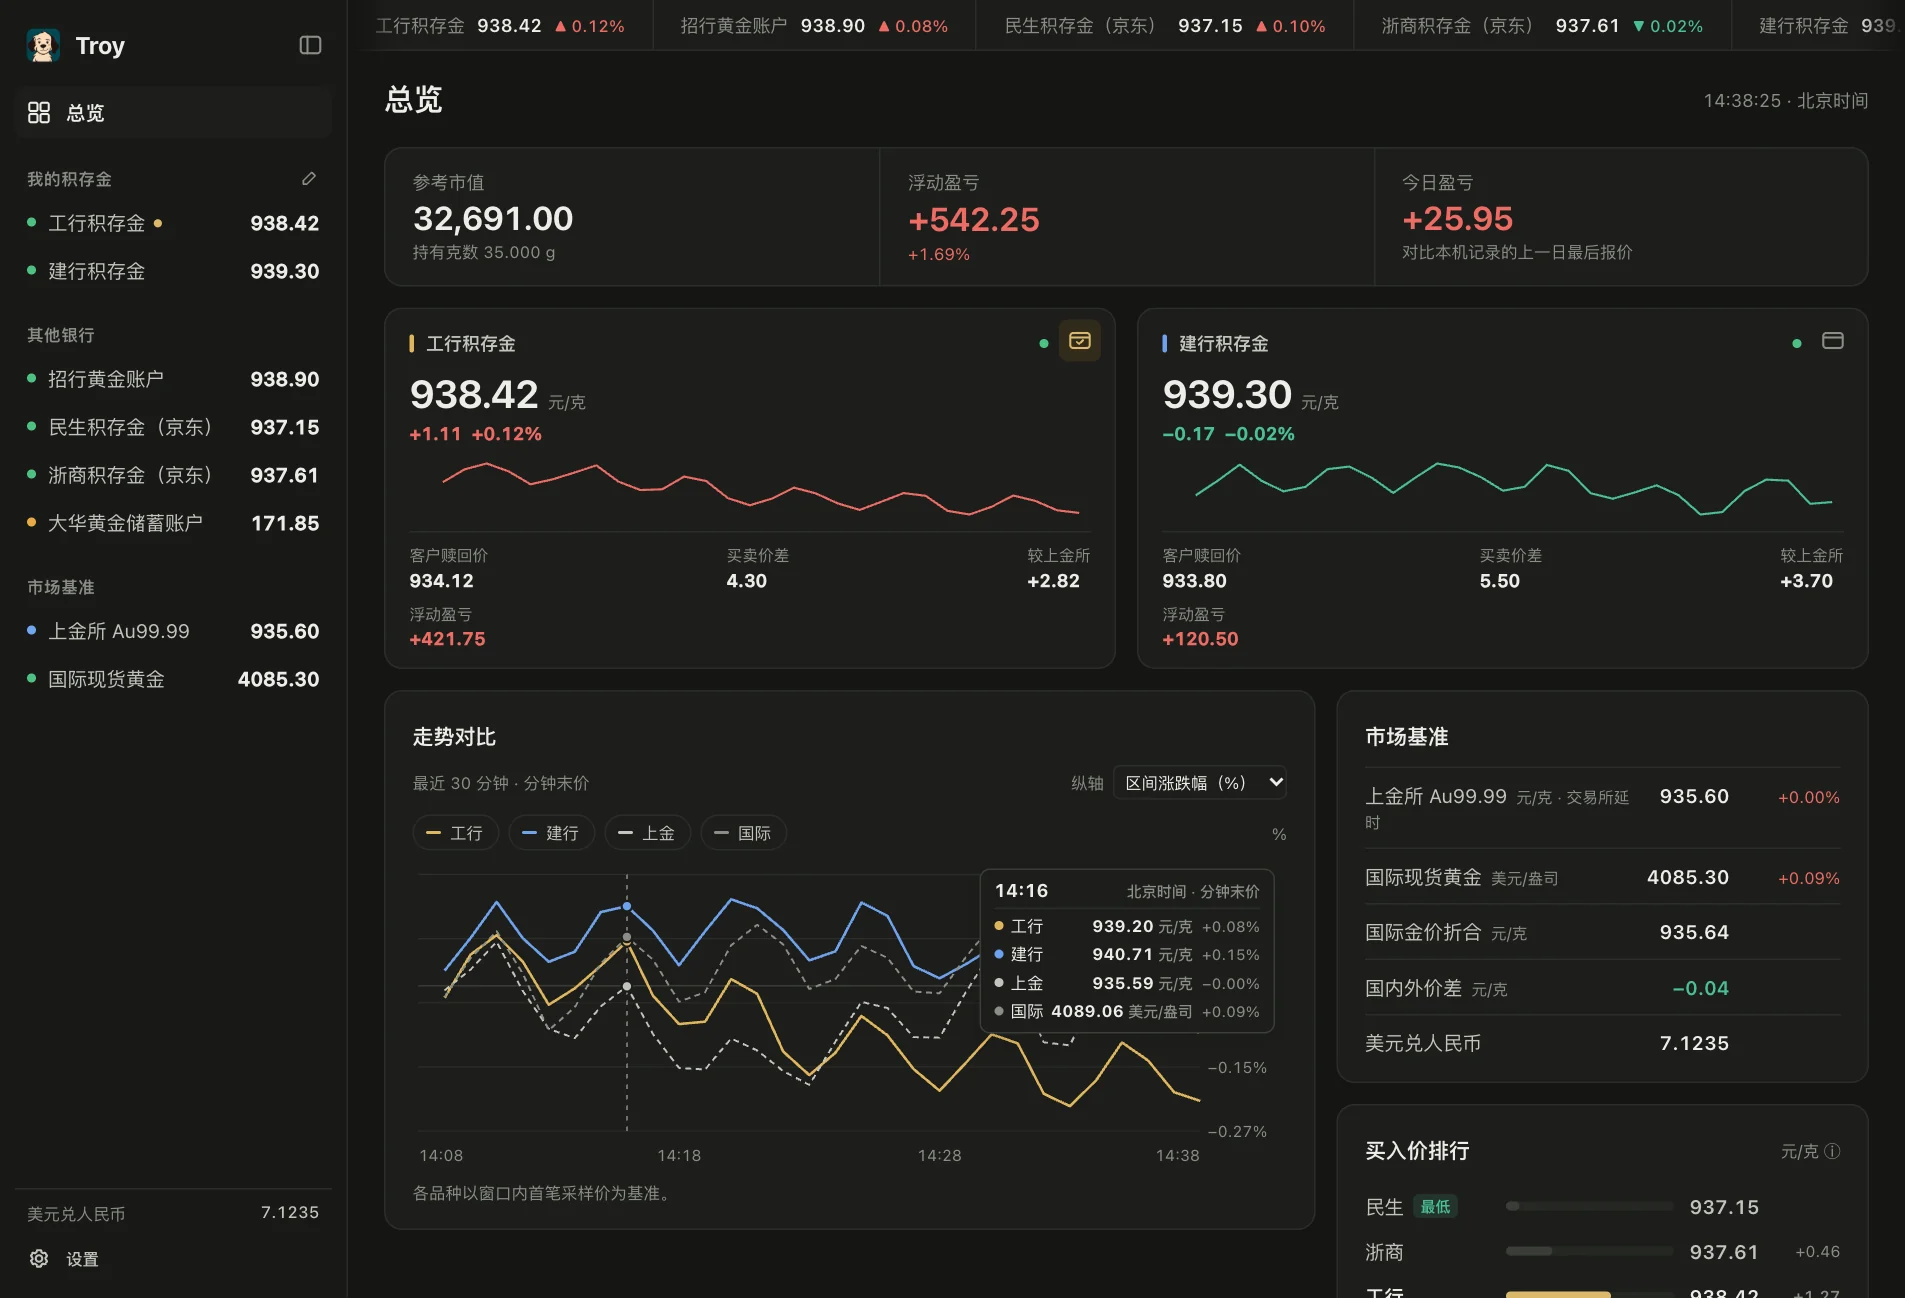 Troy
总览
我的积存金
工行积存金 938.42
建行积存金 939.30
其他银行
招行黄金账户 938.90
民生积存金（京东） 937.15
浙商积存金（京东） 937.61
大华黄金储蓄账户 171.85
市场基准
上金所 Au99.99 935.60
国际现货黄金 4085.30
美元兑人民币 7.1235
设置
工行积存金 938.42 ▲ 0.12% 招行黄金账户 938.90 ▲ 0.08% 民生积存金（京东） 937.15 ▲ 0.10% 浙商积存金（京东） 937.61 ▼ 0.02% 建行积存金 939.
总览
14:38:25 · 北京时间
参考市值
32,691.00
持有克数 35.000 g
浮动盈亏
+542.25
+1.69%
今日盈亏
+25.95
对比本机记录的上一日最后报价
工行积存金
938.42 元/克
+1.11 +0.12%
客户赎回价 买卖价差 较上金所
934.12 4.30 +2.82
浮动盈亏
+421.75
建行积存金
939.30 元/克
−0.17 −0.02%
客户赎回价 买卖价差 较上金所
933.80 5.50 +3.70
浮动盈亏
+120.50
走势对比
最近 30 分钟 · 分钟末价 纵轴 区间涨跌幅（%）
工行 建行 上金 国际 %
14:16 北京时间 · 分钟末价
工行 939.20 元/克 +0.08%
建行 940.71 元/克 +0.15%
上金 935.59 元/克 −0.00%
国际 4089.06 美元/盎司 +0.09%
−0.15%
−0.27%
14:08 14:18 14:28 14:38
各品种以窗口内首笔采样价为基准。
市场基准
上金所 Au99.99 元/克 · 交易所延 935.60 +0.00%
时
国际现货黄金 美元/盎司 4085.30 +0.09%
国际金价折合 元/克 935.64
国内外价差 元/克 −0.04
美元兑人民币 7.1235
买入价排行 元/克
民生 最低 937.15
浙商 937.61 +0.46
工行 938.42 +1.27